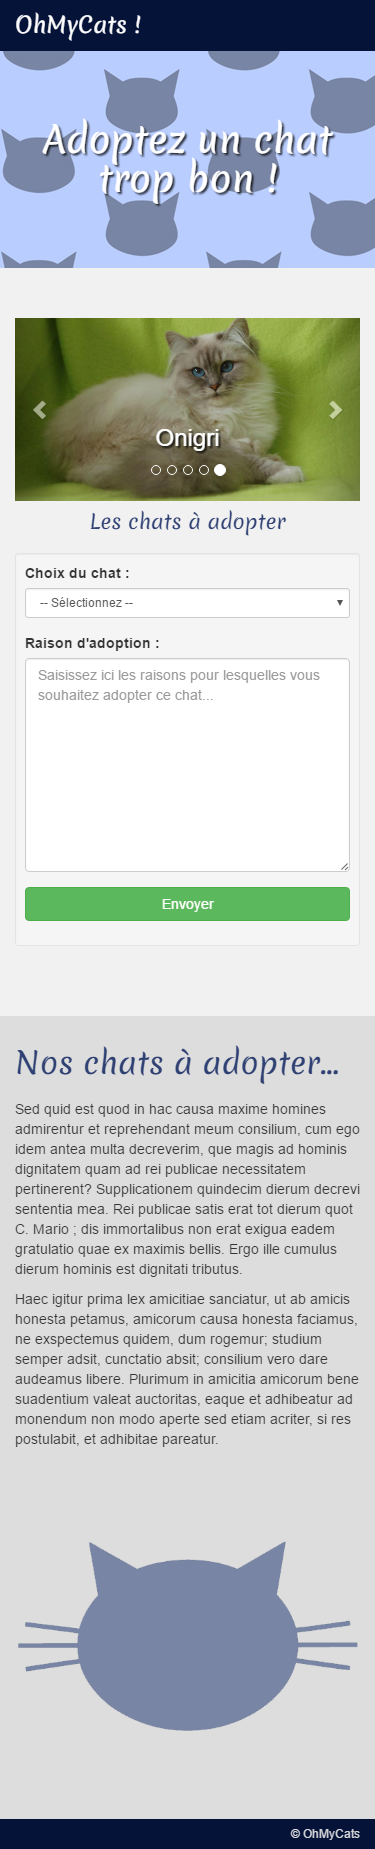 OhMyCats !
Adoptez un chat
trop bon !
Onigri
Les chats à adopter
Choix du chat :
-- Sélectionnez --
Raison d'adoption :
Saisissez ici les raisons pour lesquelles vous
souhaitez adopter ce chat...
Envoyer
Nos chats à adopter...
Sed quid est quod in hac causa maxime homines
admirentur et reprehendant meum consilium, cum ego
idem antea multa decreverim, que magis ad hominis
dignitatem quam ad rei publicae necessitatem
pertinerent? Supplicationem quindecim dierum decrevi
sententia mea. Rei publicae satis erat tot dierum quot
C. Mario ; dis immortalibus non erat exigua eadem
gratulatio quae ex maximis bellis. Ergo ille cumulus
dierum hominis est dignitati tributus.
Haec igitur prima lex amicitiae sanciatur, ut ab amicis
honesta petamus, amicorum causa honesta faciamus,
ne exspectemus quidem, dum rogemur; studium
semper adsit, cunctatio absit; consilium vero dare
audeamus libere. Plurimum in amicitia amicorum bene
suadentium valeat auctoritas, eaque et adhibeatur ad
monendum non modo aperte sed etiam acriter, si res
postulabit, et adhibitae pareatur.
© OhMyCats